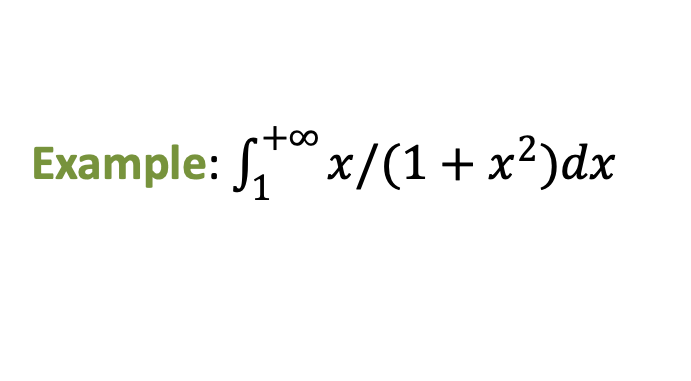 Example: ∫₁⁺∞ x/(1 + x²)dx